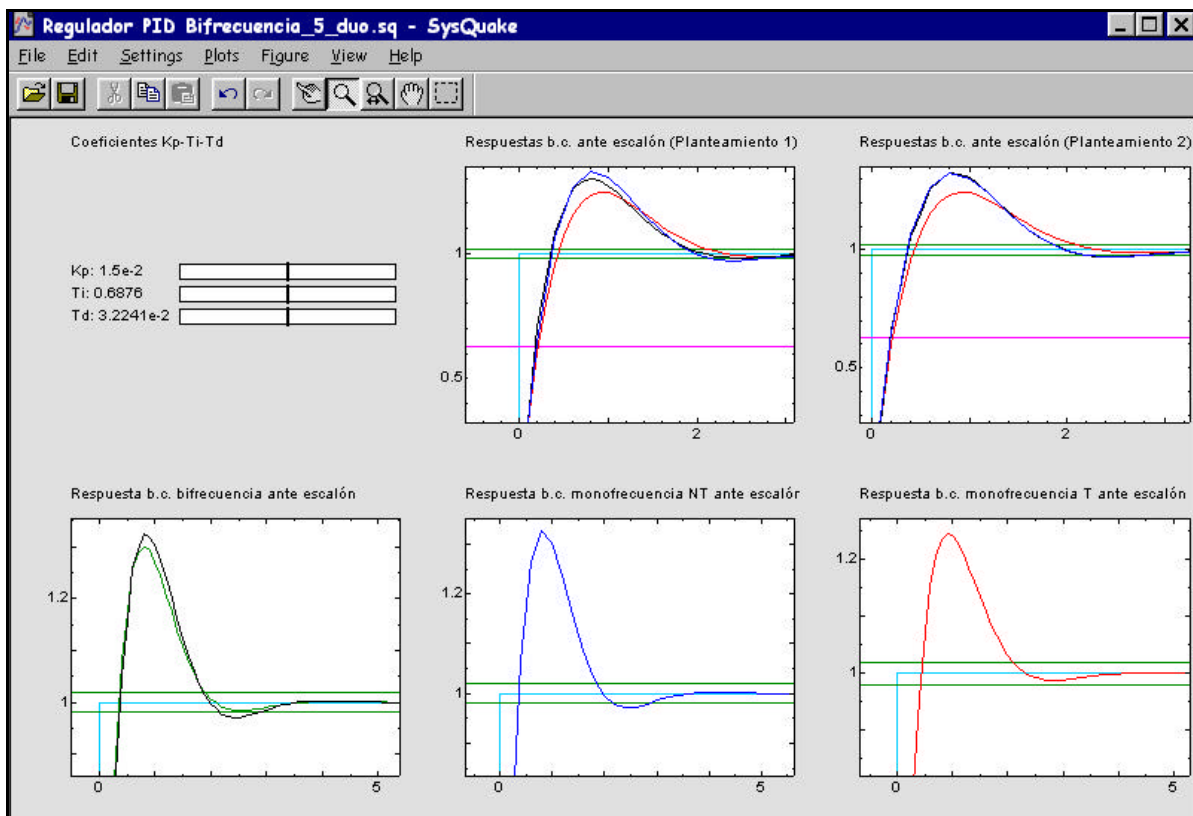 Regulador PID Bifrecuencia_5_duo.sq - SysQuake
File Edit Settings Plots Figure View Help
Coeficientes Kp-Ti-Td
Kp: 1.5e-2
Ti: 0.6876
Td: 3.2241e-2
Respuestas b.c. ante escalón (Planteamiento 1)
1
0.5
0 2
Respuestas b.c. ante escalón (Planteamiento 2)
1
0.5
0 2
Respuesta b.c. bifrecuencia ante escalón
1.2
1
0 5
Respuesta b.c. monofrecuencia NT ante escalór
1.2
1
0 5
Respuesta b.c. monofrecuencia T ante escalón
1.2
1
0 5